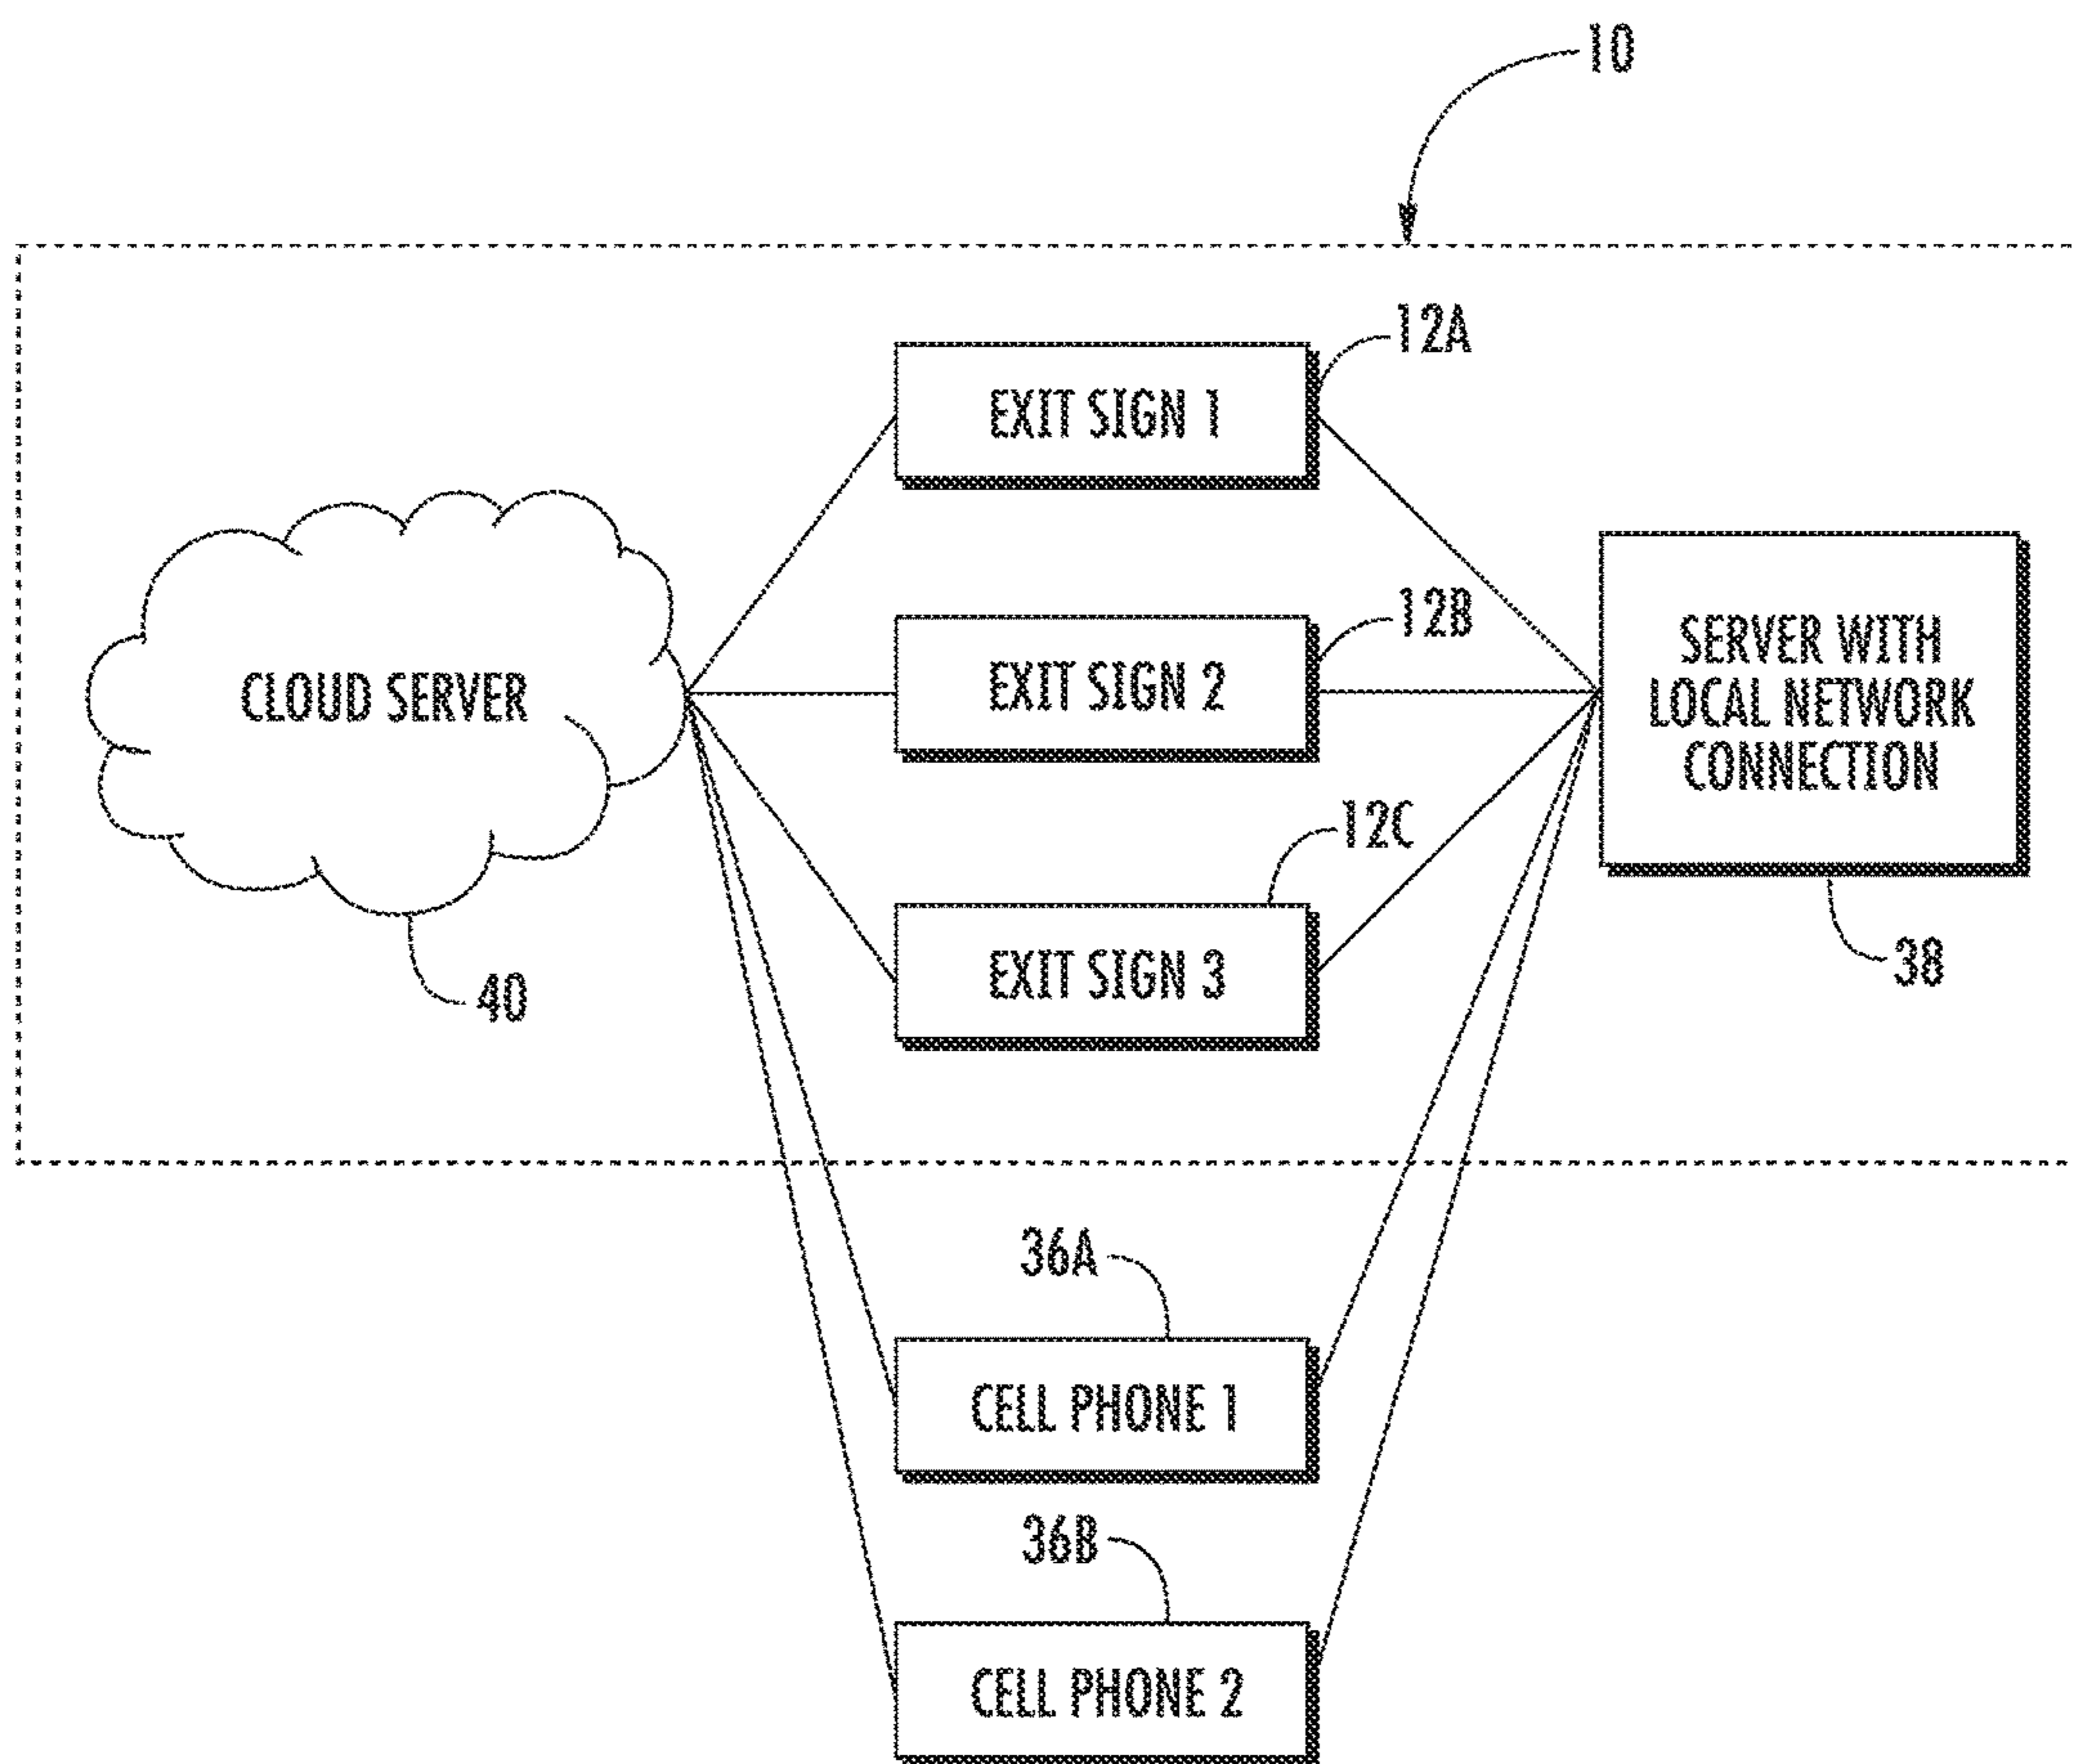 10
12A
EXIT SIGN 1
12B
EXIT SIGN 2
12C
EXIT SIGN 3
CLOUD SERVER
40
SERVER WITH
LOCAL NETWORK
CONNECTION
38
36A
CELL PHONE 1
36B
CELL PHONE 2